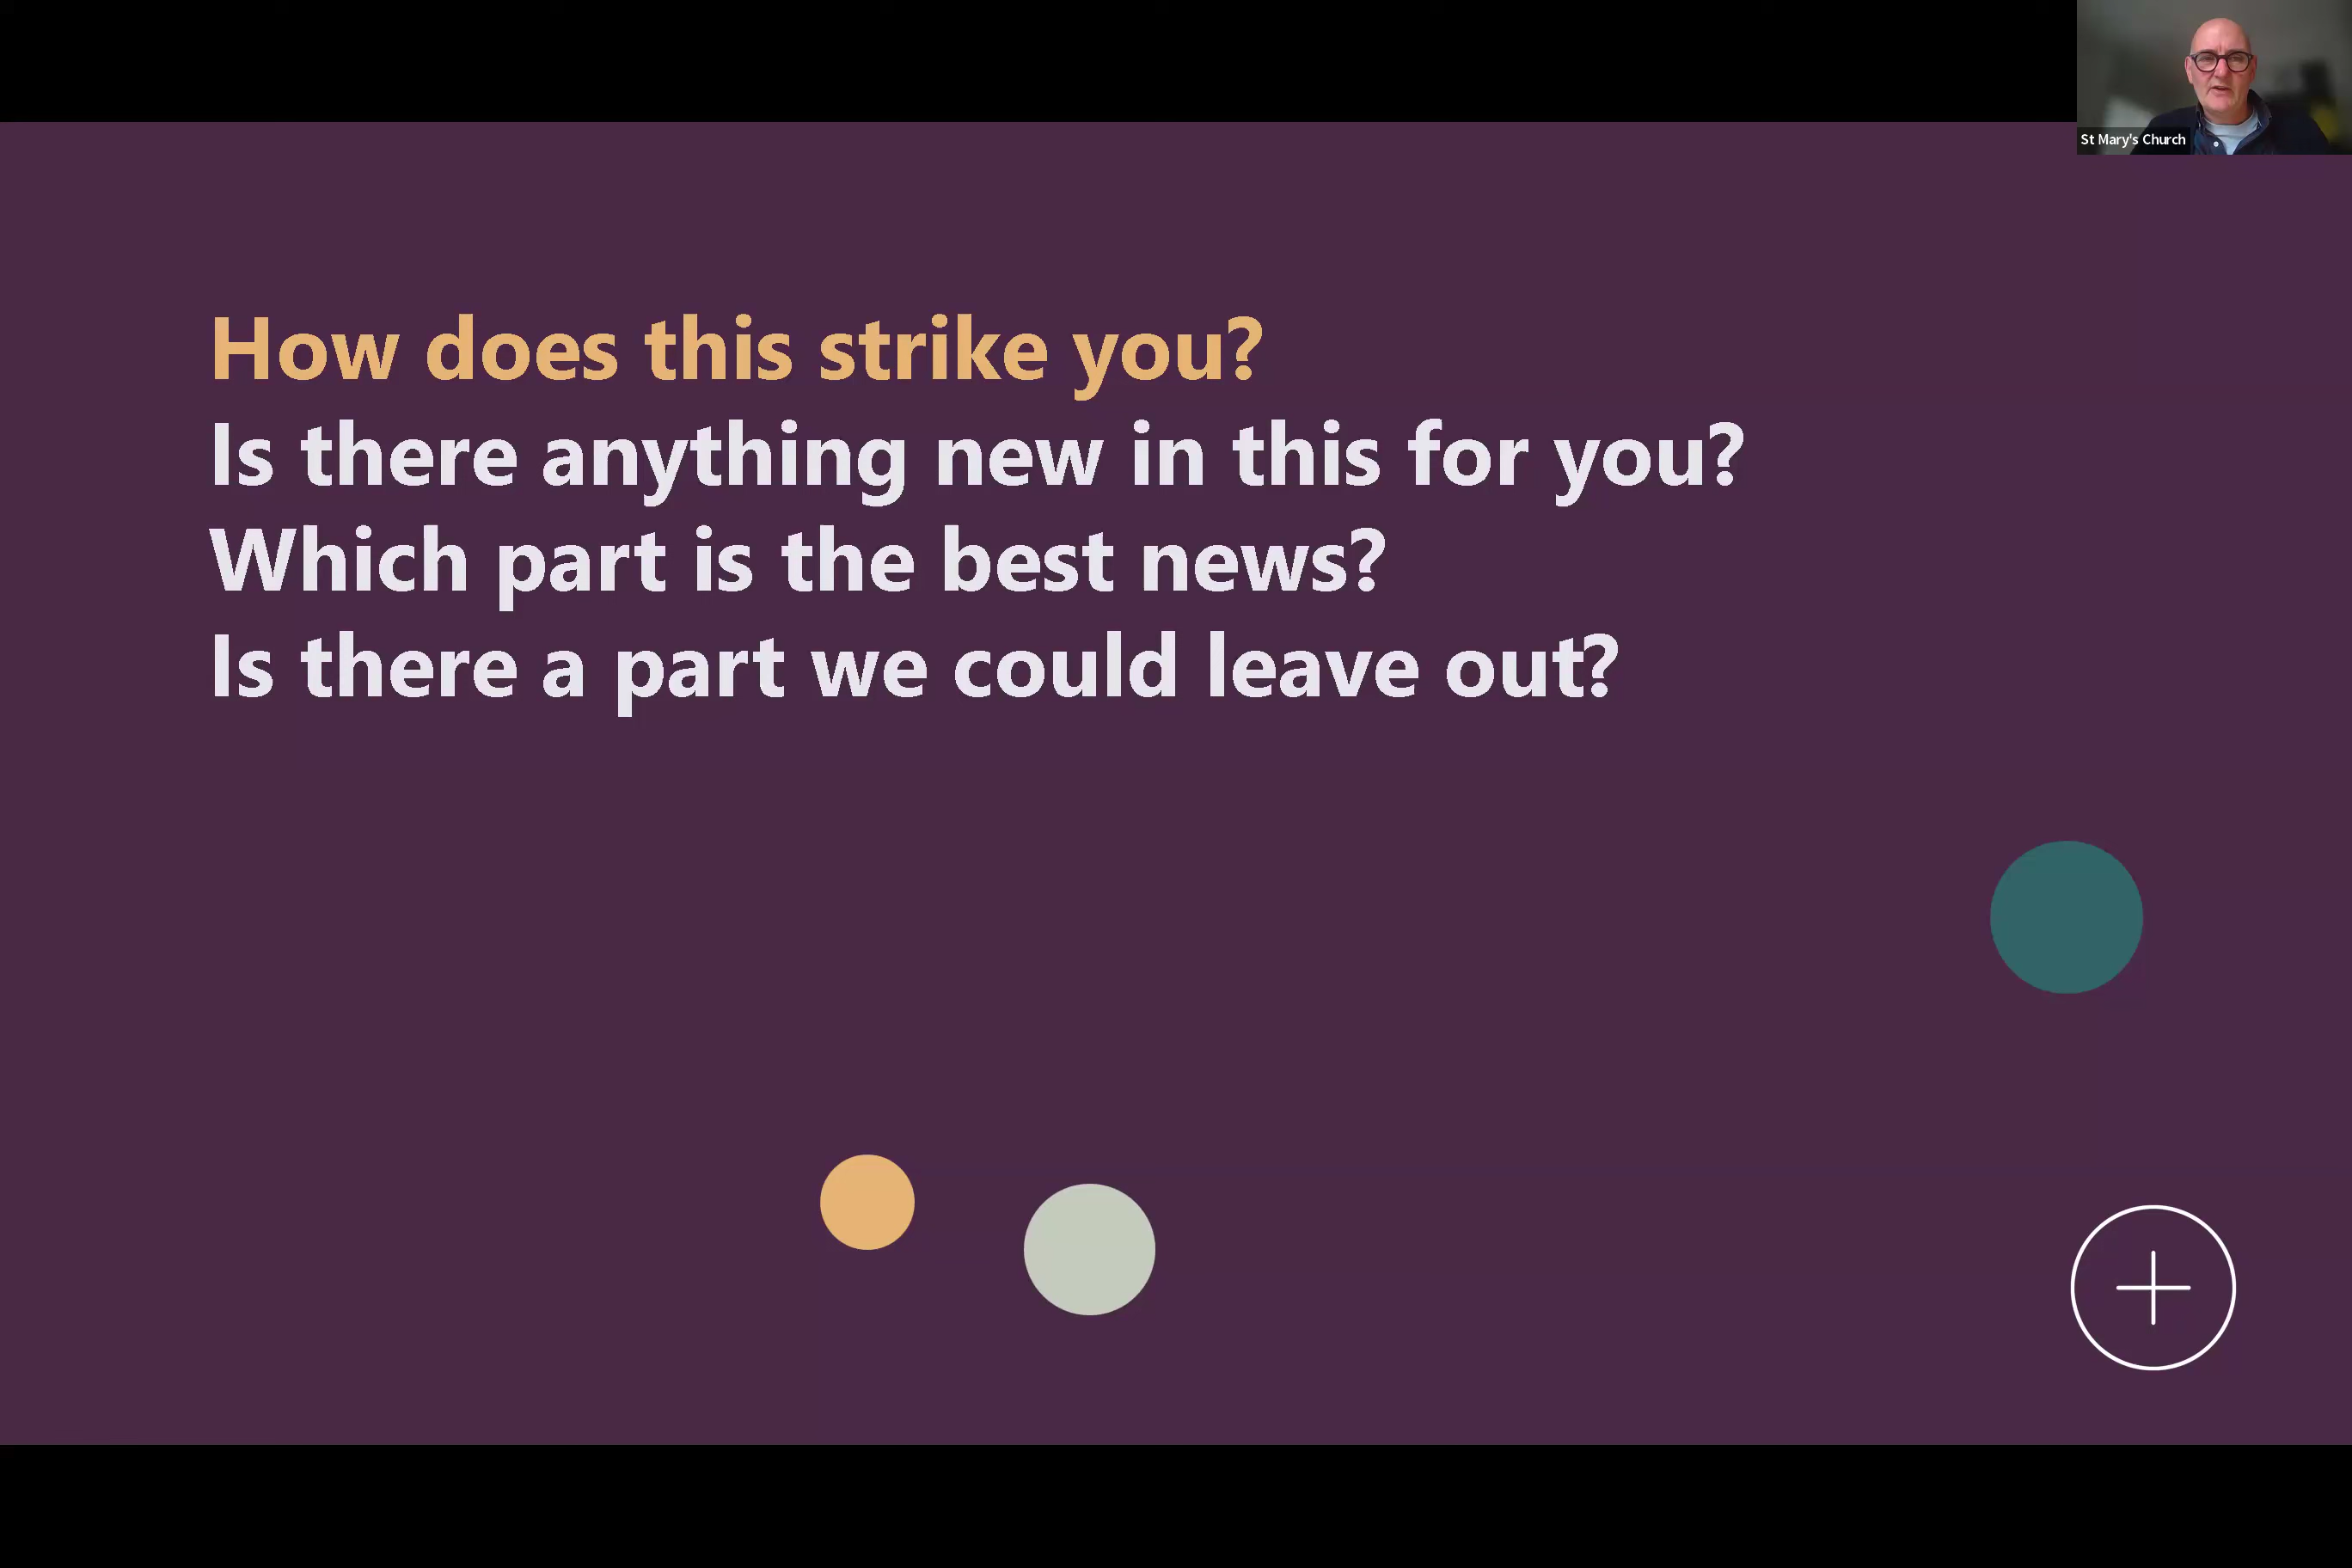 St Mary's Church
How does this strike you?
Is there anything new in this for you?
Which part is the best news?
Is there a part we could leave out?